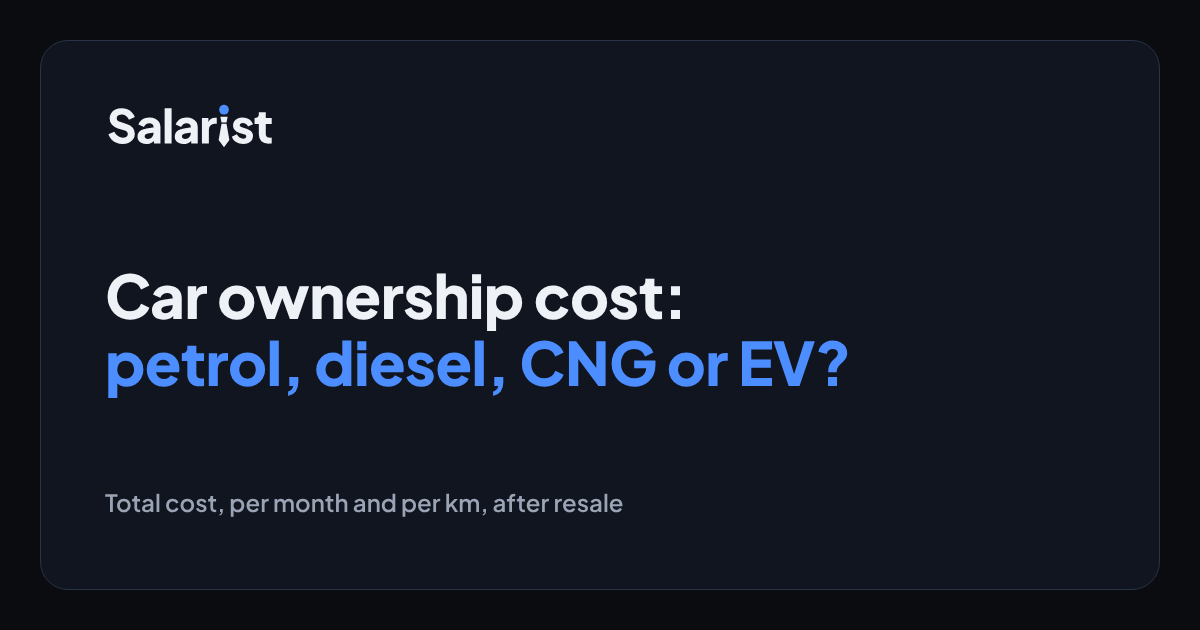 Salarist
Car ownership cost:
petrol, diesel, CNG or EV?
Total cost, per month and per km, after resale